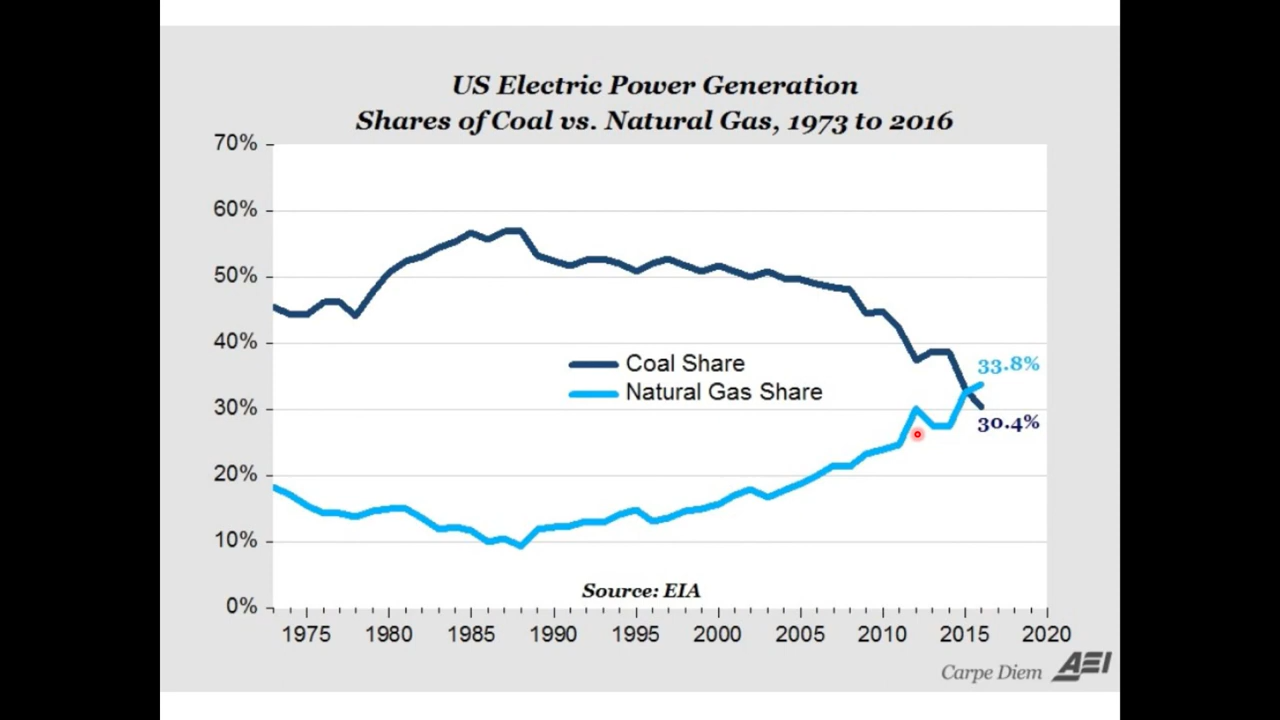 US Electric Power Generation
Shares of Coal vs. Natural Gas, 1973 to 2016
70%
60%
50%
40%
30%
20%
10%
0%
Coal Share
Natural Gas Share
33.8%
30.4%
Source: EIA
1975 1980 1985 1990 1995 2000 2005 2010 2015 2020
Carpe Diem AEI